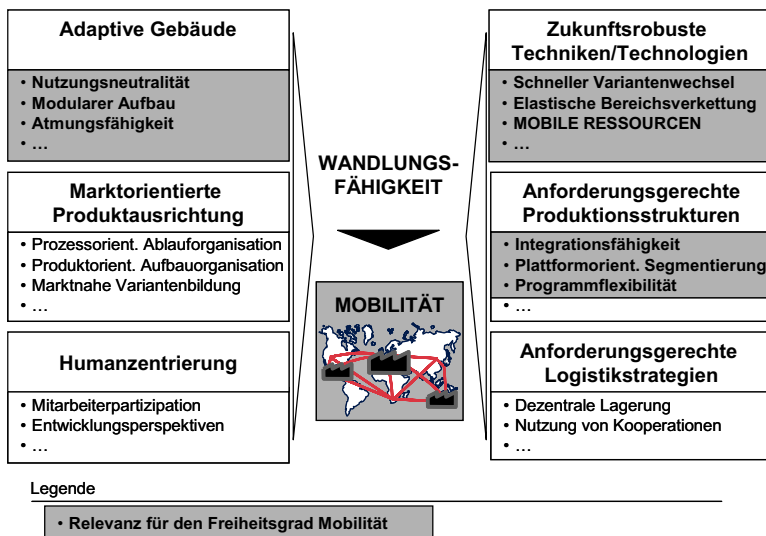 Adaptive Gebäude
• Nutzungsneutralität
• Modularer Aufbau
• Atmungsfähigkeit
• ...
Marktorientierte
Produktausrichtung
• Prozessorient. Ablauforganisation
• Produktorient. Aufbauorganisation
• Marktnahe Variantenbildung
• ...
Humanzentrierung
• Mitarbeiterpartizipation
• Entwicklungsperspektiven
• ...
WANDLUNGS-
FÄHIGKEIT
MOBILITÄT
Zukunftsrobuste
Techniken/Technologien
• Schneller Variantenwechsel
• Elastische Bereichsverkettung
• MOBILE RESSOURCEN
• ...
Anforderungsgerechte
Produktionsstrukturen
• Integrationsfähigkeit
• Plattformorient. Segmentierung
• Programmflexibilität
• ...
Anforderungsgerechte
Logistikstrategien
• Dezentrale Lagerung
• Nutzung von Kooperationen
• ...
Legende
• Relevanz für den Freiheitsgrad Mobilität